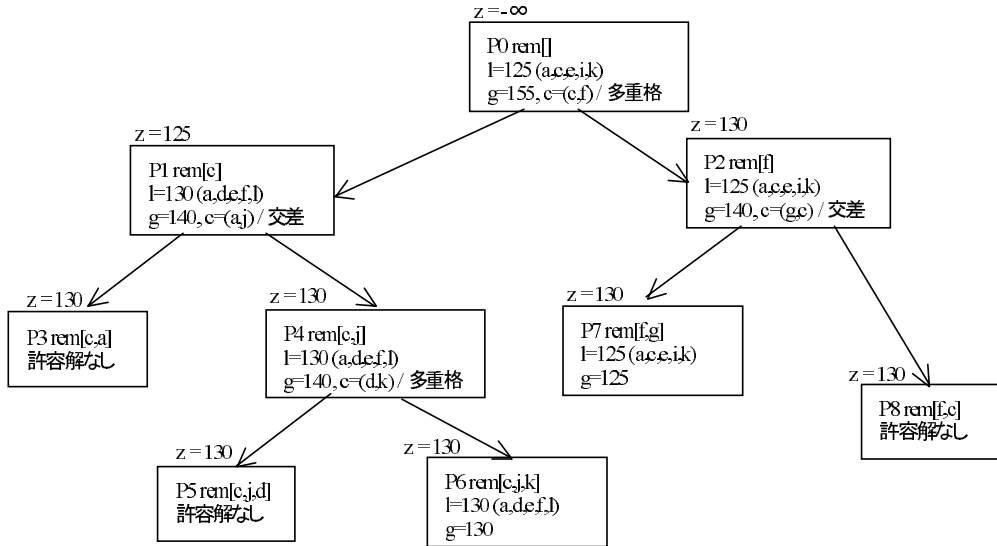 z=-∞
P0 rem[]
l=125 (a,c,e,i,k)
g=155, c=(c,f) / 多重格
z=125
P1 rem[c]
l=130 (a,d,e,f,l)
g=140, c=(a,j) / 交差
z=130
P2 rem[f]
l=125 (a,c,e,i,k)
g=140, c=(g,c) / 交差
z=130
P3 rem[c,a]
許容解なし
z=130
P4 rem[c,j]
l=130 (a,d,e,f,l)
g=140, c=(d,k) / 多重格
z=130
P7 rem[f,g]
l=125 (a,c,e,i,k)
g=125
z=130
P8 rem[f,c]
許容解なし
z=130
P5 rem[c,j,d]
許容解なし
z=130
P6 rem[c,j,k]
l=130 (a,d,e,f,l)
g=130